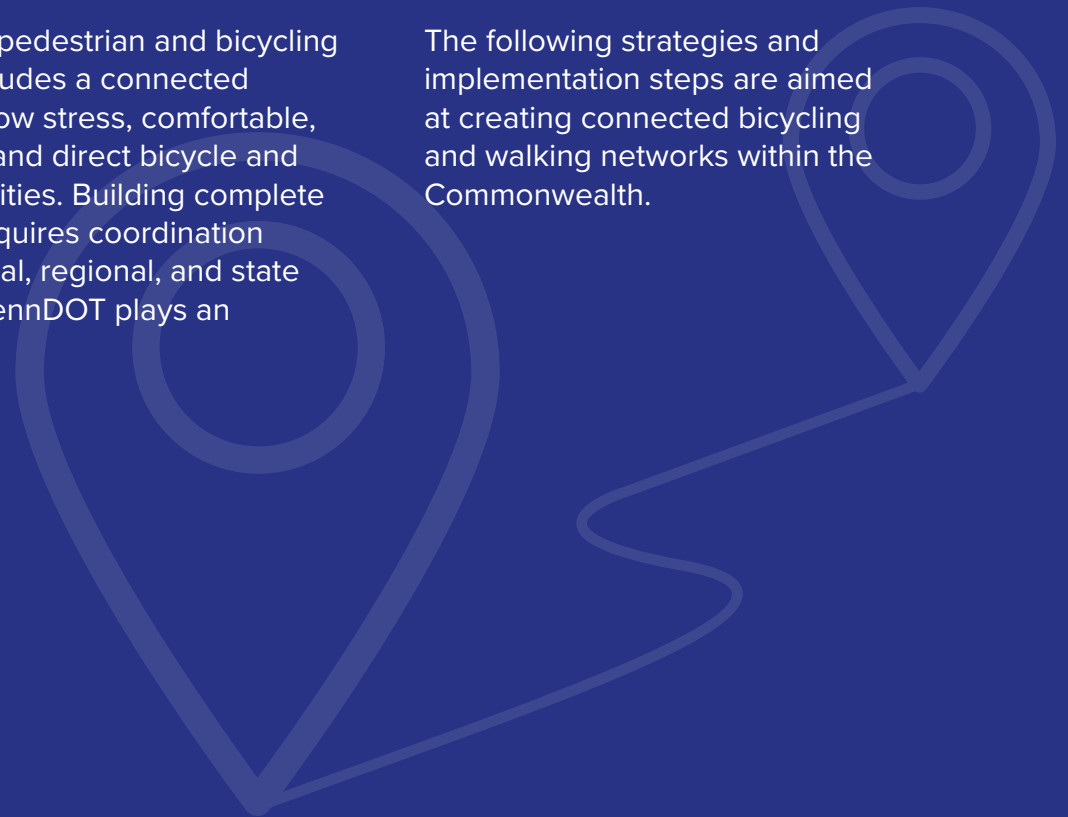 pedestrian and bicycling
udes a connected
ow stress, comfortable,
and direct bicycle and
ities. Building complete
quires coordination
al, regional, and state
ennDOT plays an
The following strategies and
implementation steps are aimed
at creating connected bicycling
and walking networks within the
Commonwealth.